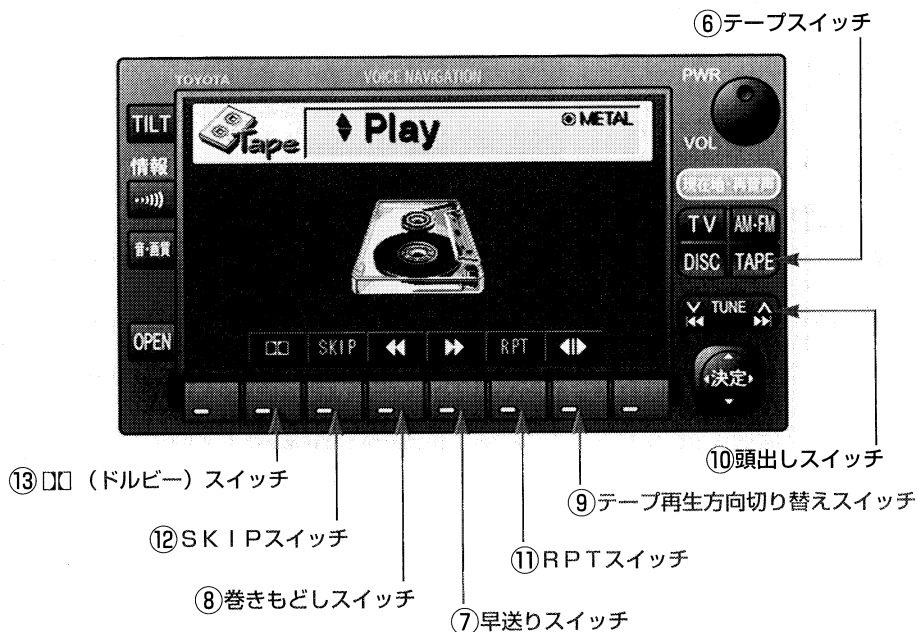 ⑥テープスイッチ
TOYOTA
VOICE NAVIGATION
PWR
TILT
Tape
Play
METAL
VOL
情報
現在地・再音声
TV
AM・FM
音・画質
DISC
TAPE
TUNE
OPEN
SKIP
RPT
決定
⑩頭出しスイッチ
⑬（ドルビー）スイッチ
⑨テープ再生方向切り替えスイッチ
⑫ＳＫＩＰスイッチ
⑪ＲＰＴスイッチ
⑧巻きもどしスイッチ
⑦早送りスイッチ